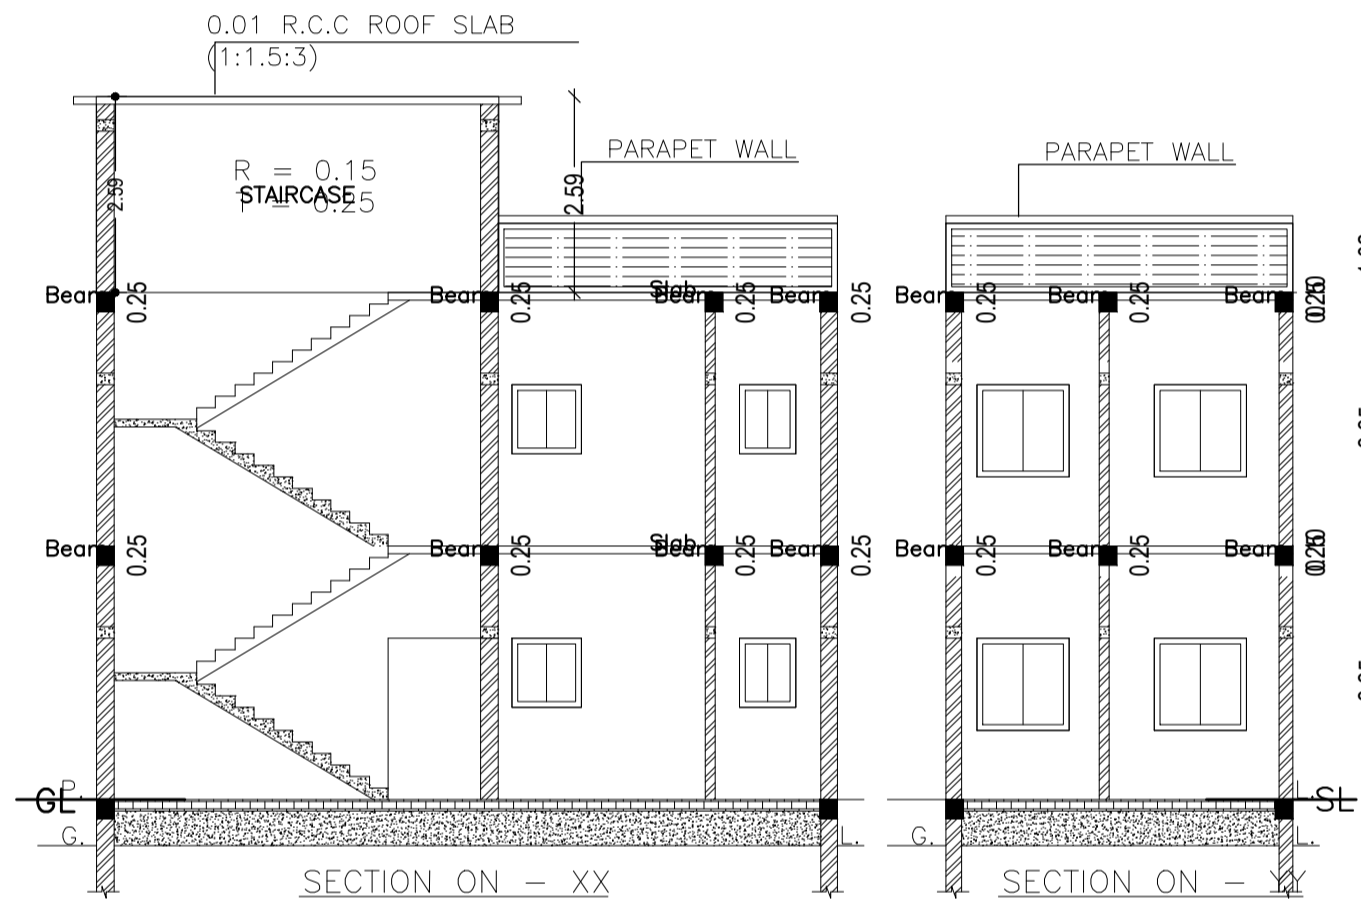 0.01 R.C.C ROOF SLAB
(1:1.5:3)
PARAPET WALL
PARAPET WALL
R = 0.15
STAIRCASE
T = 0.25
2.59
2.59
Beam 0.25 Beam 0.25 Slab Beam 0.25 Beam 0.25 Beam 0.25 Beam 0.25 Beam
Beam 0.25 Beam 0.25 Slab Beam 0.25 Beam 0.25 Beam 0.25 Beam 0.25 Beam
P. L.
GL SL
G. L. G. L.
SECTION ON - XX
SECTION ON - YY